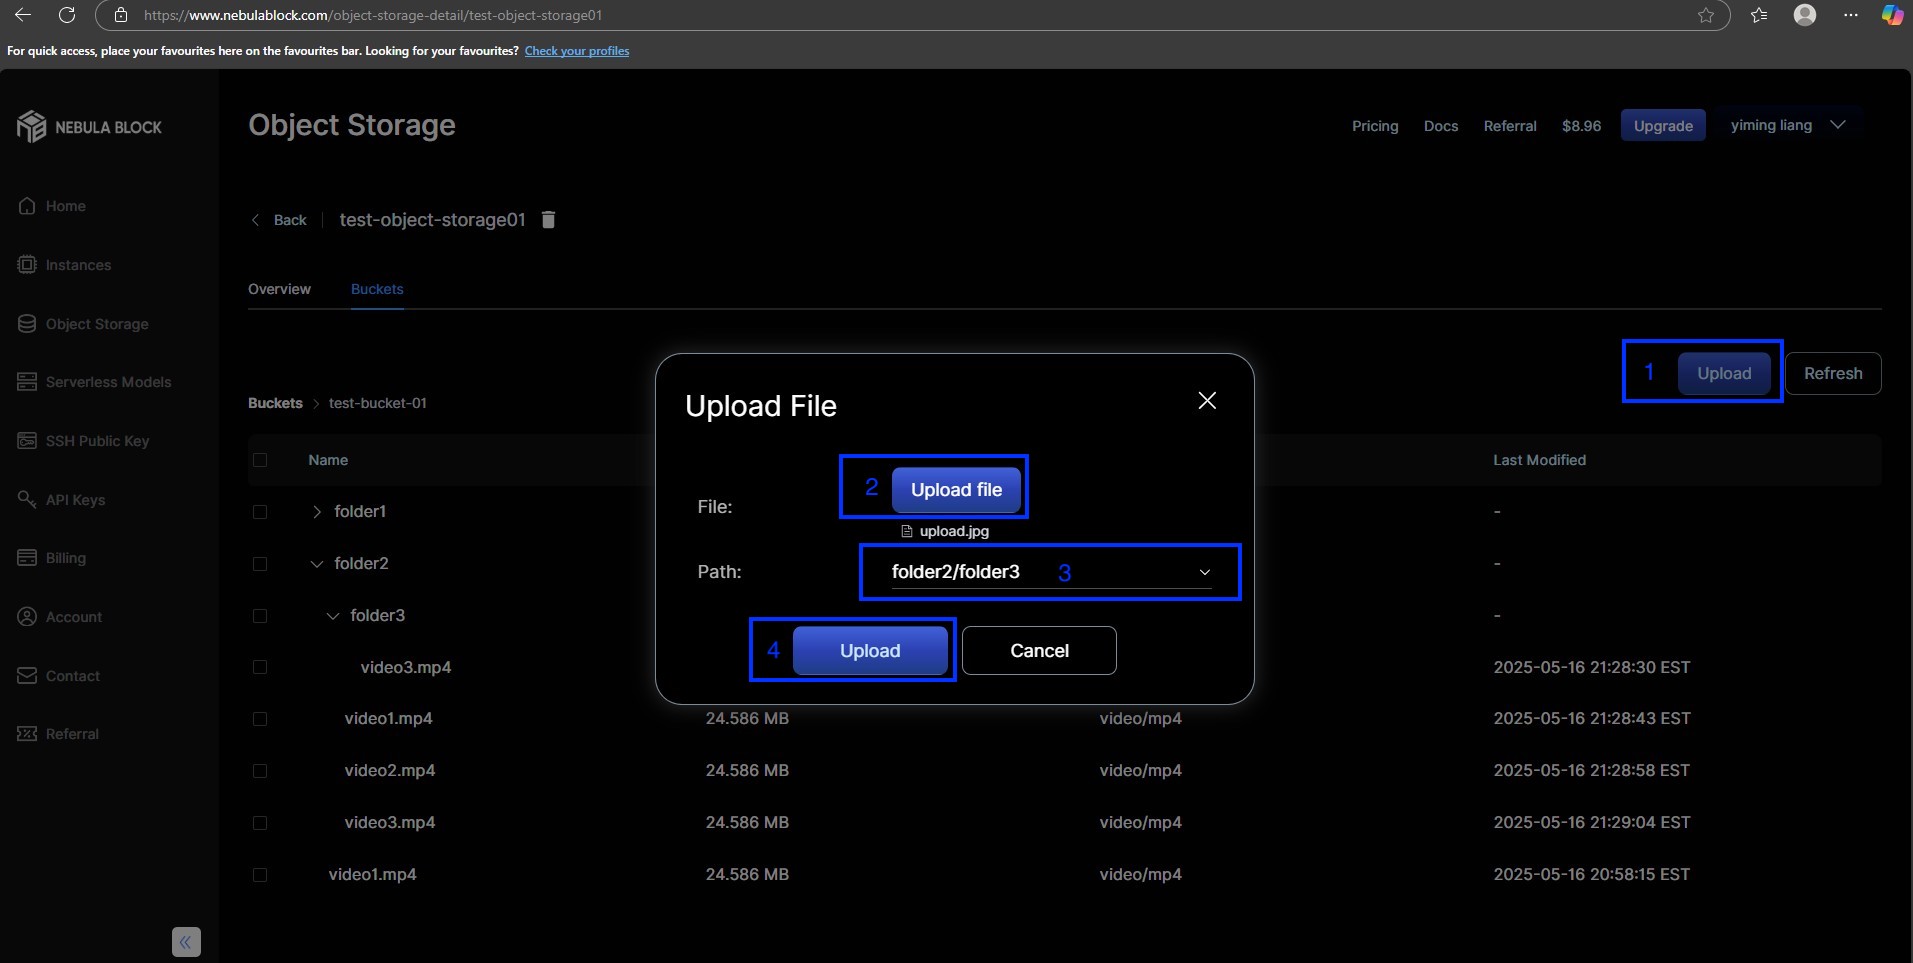 https://www.nebulablock.com/object-storage-detail/test-object-storage01
For quick access, place your favourites here on the favourites bar. Looking for your favourites? Check your profiles
NEBULA BLOCK
Object Storage
Pricing Docs Referral $8.96 Upgrade yiming liang
Home
Instances
Object Storage
Serverless Models
SSH Public Key
API Keys
Billing
Account
Contact
Referral
Back test-object-storage01
Overview Buckets
1 Upload Refresh
Buckets > test-bucket-01
Name Last Modified
folder1 -
folder2 -
folder3 -
video3.mp4 2025-05-16 21:28:30 EST
video1.mp4 24.586 MB video/mp4 2025-05-16 21:28:43 EST
video2.mp4 24.586 MB video/mp4 2025-05-16 21:28:58 EST
video3.mp4 24.586 MB video/mp4 2025-05-16 21:29:04 EST
video1.mp4 24.586 MB video/mp4 2025-05-16 20:58:15 EST
Upload File
File: 2 Upload file
upload.jpg
Path: folder2/folder3 3
4 Upload Cancel